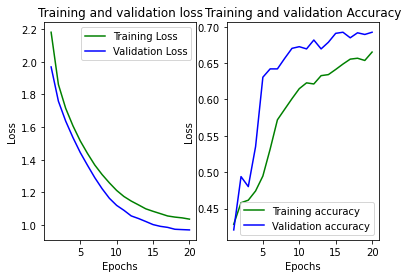 Training and validation loss
Training and validation Accuracy
2.2
2.0
1.8
1.6
1.4
1.2
1.0
Loss
Training Loss
Validation Loss
5
10
15
20
Epochs
0.70
0.65
0.60
0.55
0.50
0.45
Loss
Training accuracy
Validation accuracy
5
10
15
20
Epochs